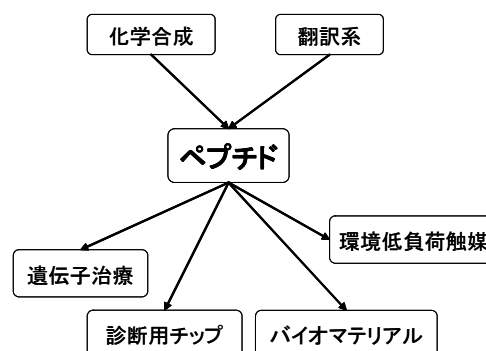 化学合成
翻訳系
ペプチド
環境低負荷触媒
遺伝子治療
診断用チップ
バイオマテリアル